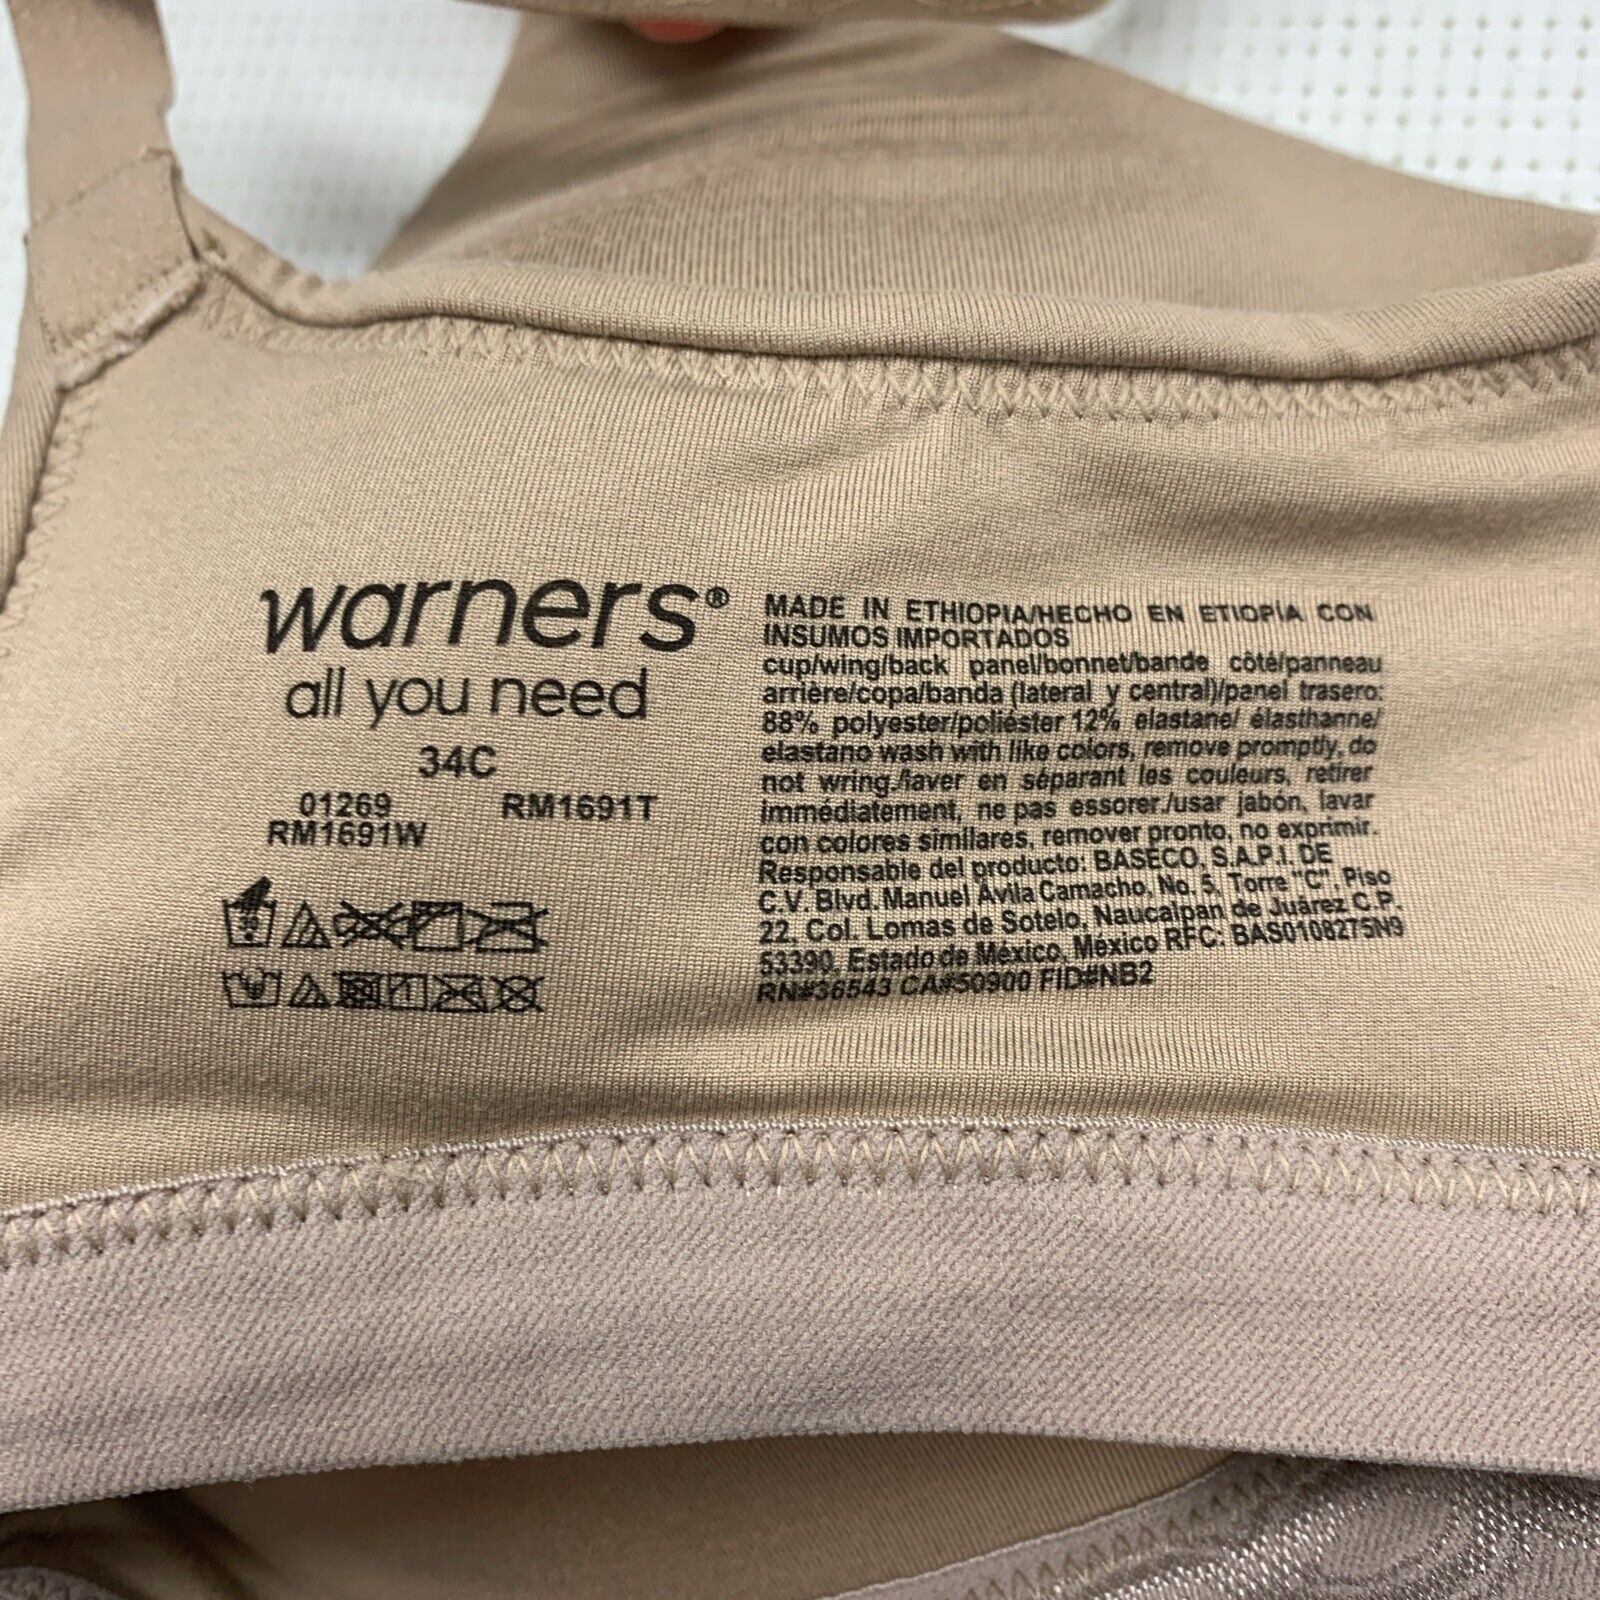 warners®
all you need
34C
01269 RM1691T
RM1691W
MADE IN ETHIOPIA/HECHO EN ETIOPÍA CON
INSUMOS IMPORTADOS
cup/wing/back panel/bonnet/bande côté/panneau
arrière/copa/banda (lateral y central)/panel trasero:
88% polyester/poliéster 12% elastane/ élasthanne/
elastano wash with like colors, remove promptly, do
not wring./laver en séparant les couleurs, retirer
immédiatement, ne pas essorer./usar jabón, lavar
con colores similares, remover pronto, no exprimir.
Responsable del producto: BASECO, S.A.P.I. DE
C.V. Blvd. Manuel Ávila Camacho, No. 5, Torre "C", Piso
22, Col. Lomas de Sotelo, Naucalpan de Juárez C.P.
53390, Estado de México, México RFC: BAS0108275N9
RN#36543 CA#50900 FID#NB2